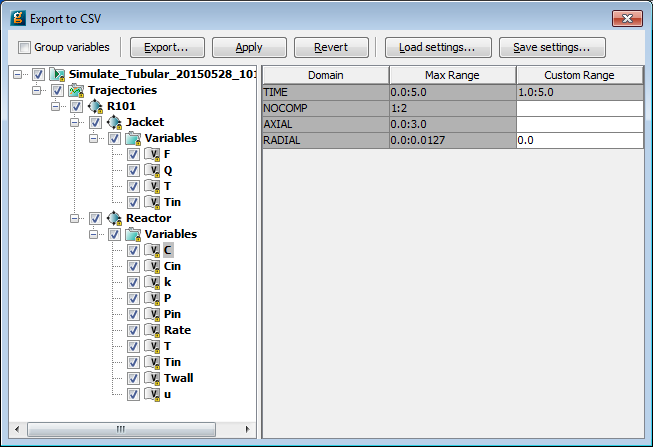 Export to CSV
Group variables Export... Apply Revert Load settings... Save settings...
Simulate_Tubular_20150528_101
Trajectories
R101
Jacket
Variables
F
Q
T
Tin
Reactor
Variables
C
Cin
k
P
Pin
Rate
T
Tin
Twall
u
Domain Max Range Custom Range
TIME 0.0:5.0 1.0:5.0
NOCOMP 1:2
AXIAL 0.0:3.0
RADIAL 0.0:0.0127 0.0